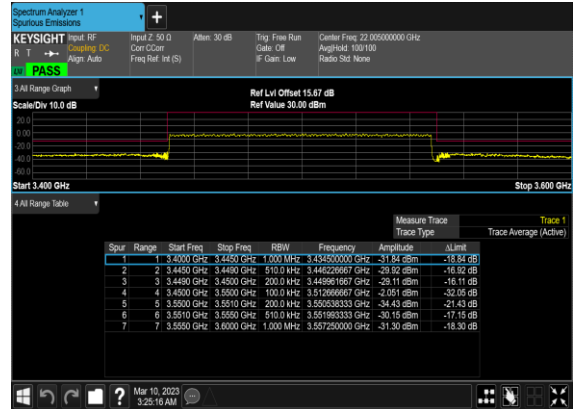 Spectrum Analyzer 1
Spurious Emissions
KEYSIGHT Input: RF Input Z: 50 Ω Atten: 30 dB Trig: Free Run Center Freq: 22.005000000 GHz
R T Coupling: DC Corr CCorr Gate: Off Avg|Hold: 100/100
Align: Auto Freq Ref: Int (S) IF Gain: Low Radio Std: None
PASS
3 All Range Graph
Ref Lvl Offset 15.67 dB
Scale/Div 10.0 dB Ref Value 30.00 dBm
20.0
0.00
-20.0
-40.0
-60.0
Start 3.400 GHz Stop 3.600 GHz
4 All Range Table
Measure Trace Trace 1
Trace Type Trace Average (Active)
Spur Range Start Freq Stop Freq RBW Frequency Amplitude ΔLimit
1 1 3.4000 GHz 3.4450 GHz 1.000 MHz 3.434500000 GHz -31.84 dBm -18.84 dB
2 2 3.4450 GHz 3.4490 GHz 510.0 kHz 3.446226667 GHz -29.92 dBm -16.92 dB
3 3 3.4490 GHz 3.4500 GHz 200.0 kHz 3.449961667 GHz -29.11 dBm -16.11 dB
4 4 3.4500 GHz 3.5500 GHz 100.0 kHz 3.512666667 GHz -2.051 dBm -32.05 dB
5 5 3.5500 GHz 3.5510 GHz 200.0 kHz 3.550538333 GHz -34.43 dBm -21.43 dB
6 6 3.5510 GHz 3.5550 GHz 510.0 kHz 3.551993333 GHz -30.15 dBm -17.15 dB
7 7 3.5550 GHz 3.6000 GHz 1.000 MHz 3.557250000 GHz -31.30 dBm -18.30 dB
? Mar 10, 2023
3:25:16 AM